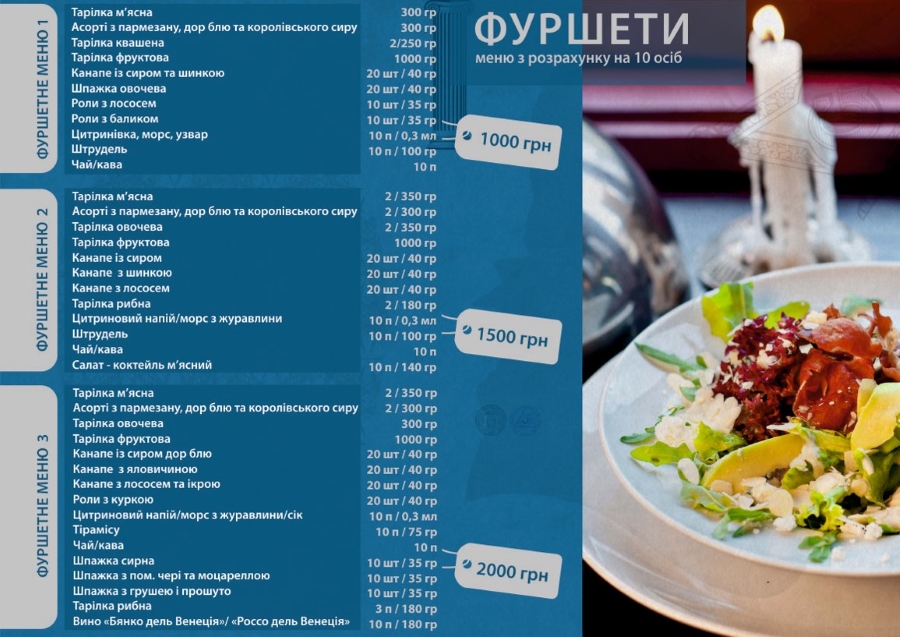 ФУРШЕТИ
меню з розрахунку на 10 осіб
ФУРШЕТНЕ МЕНЮ 1
Тарілка м’ясна 300 гр
Асорті з пармезану, дор блю та королівського сиру 300 гр
Тарілка квашена 2/250 гр
Тарілка фруктова 1000 гр
Канапе із сиром та шинкою 20 шт / 40 гр
Шпажка овочева 20 шт / 40 гр
Роли з лососем 10 шт / 35 гр
Роли з баликом 10 шт / 35 гр
Цитринівка, морс, узвар 10 п / 0,3 мл
Штрудель 10 п / 100 гр
Чай/кава 10 п
1000 грн
ФУРШЕТНЕ МЕНЮ 2
Тарілка м’ясна 2 / 350 гр
Асорті з пармезану, дор блю та королівського сиру 2 / 300 гр
Тарілка овочева 2 / 350 гр
Тарілка фруктова 1000 гр
Канапе із сиром 20 шт / 40 гр
Канапе з шинкою 20 шт / 40 гр
Канапе з лососем 20 шт / 40 гр
Тарілка рибна 2 / 180 гр
Цитриновий напій/морс з журавлини 10 п / 0,3 мл
Штрудель 10 п / 100 гр
Чай/кава 10 п
Салат - коктейль м’ясний 10 п / 140 гр
1500 грн
ФУРШЕТНЕ МЕНЮ 3
Тарілка м’ясна 2 / 350 гр
Асорті з пармезану, дор блю та королівського сиру 2 / 300 гр
Тарілка овочева 300 гр
Тарілка фруктова 1000 гр
Канапе із сиром дор блю 20 шт / 40 гр
Канапе з яловичиною 20 шт / 40 гр
Канапе з лососем та ікрою 20 шт / 40 гр
Роли з куркою 20 шт / 40 гр
Цитриновий напій/морс з журавлини/сік 10 п / 0,3 мл
Тірамісу 10 п / 75 гр
Чай/кава 10 п
Шпажка сирна 10 шт / 35 гр
Шпажка з пом. чері та моцареллою 10 шт / 35 гр
Шпажка з грушею і прошуто 10 шт / 35 гр
Тарілка рибна 3 п / 180 гр
Вино «Бянко дель Венеція»/ «Россо дель Венеція» 10 п / 180 гр
2000 грн